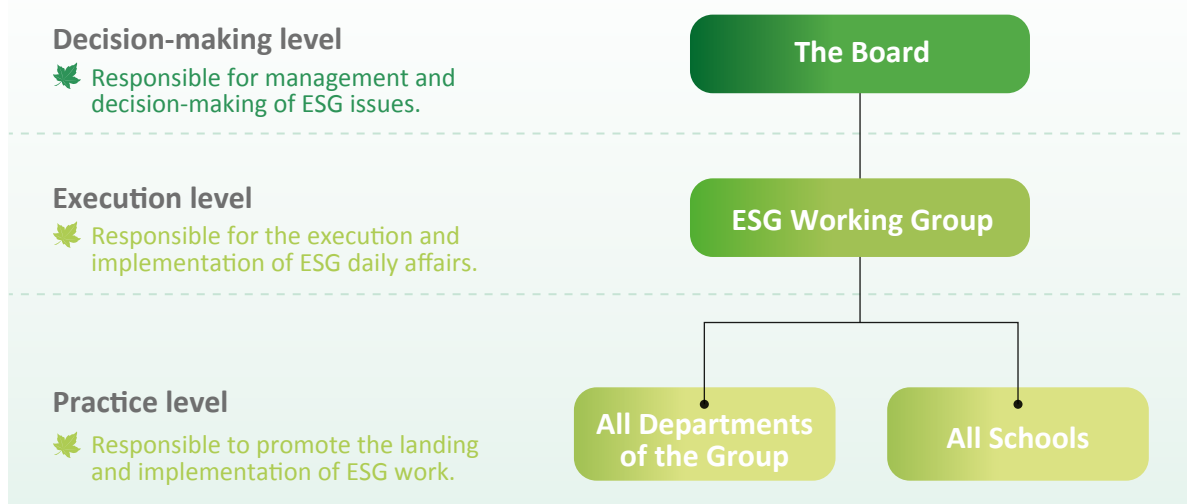 Decision-making level
Responsible for management and
decision-making of ESG issues.
The Board
Execution level
Responsible for the execution and
implementation of ESG daily affairs.
ESG Working Group
Practice level
Responsible to promote the landing
and implementation of ESG work.
All Departments
of the Group
All Schools